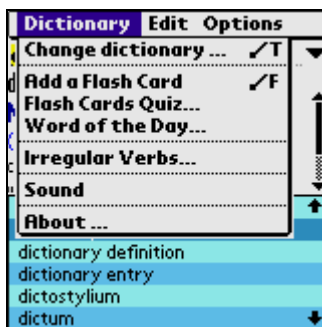 Dictionary Edit Options
Change dictionary ... ✓T
Add a Flash Card ✓F
Flash Cards Quiz...
Word of the Day...
Irregular Verbs...
Sound
About ...
dictionary definition
dictionary entry
dictostylium
dictum